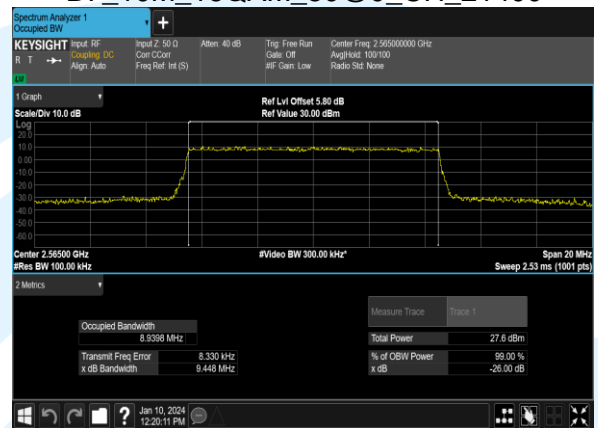 Spectrum Analyzer 1
Occupied BW
KEYSIGHT Input: RF Input Z: 50 Ω Atten: 40 dB Trig: Free Run Center Freq: 2.565000000 GHz
R T Coupling: DC Corr CCorr Gate: Off Avg|Hold: 100/100
Align: Auto Freq Ref: Int (S) #IF Gain: Low Radio Std: None
LV
1 Graph
Ref Lvl Offset 5.80 dB
Scale/Div 10.0 dB Ref Value 30.00 dBm
Log
20.0
10.0
0.00
-10.0
-20.0
-30.0
-40.0
-50.0
-60.0
Center 2.56500 GHz #Video BW 300.00 kHz* Span 20 MHz
#Res BW 100.00 kHz Sweep 2.53 ms (1001 pts)
2 Metrics
Measure Trace Trace 1
Occupied Bandwidth
8.9398 MHz Total Power 27.6 dBm
Transmit Freq Error 8.330 kHz % of OBW Power 99.00 %
x dB Bandwidth 9.448 MHz x dB -26.00 dB
? Jan 10, 2024
12:20:11 PM